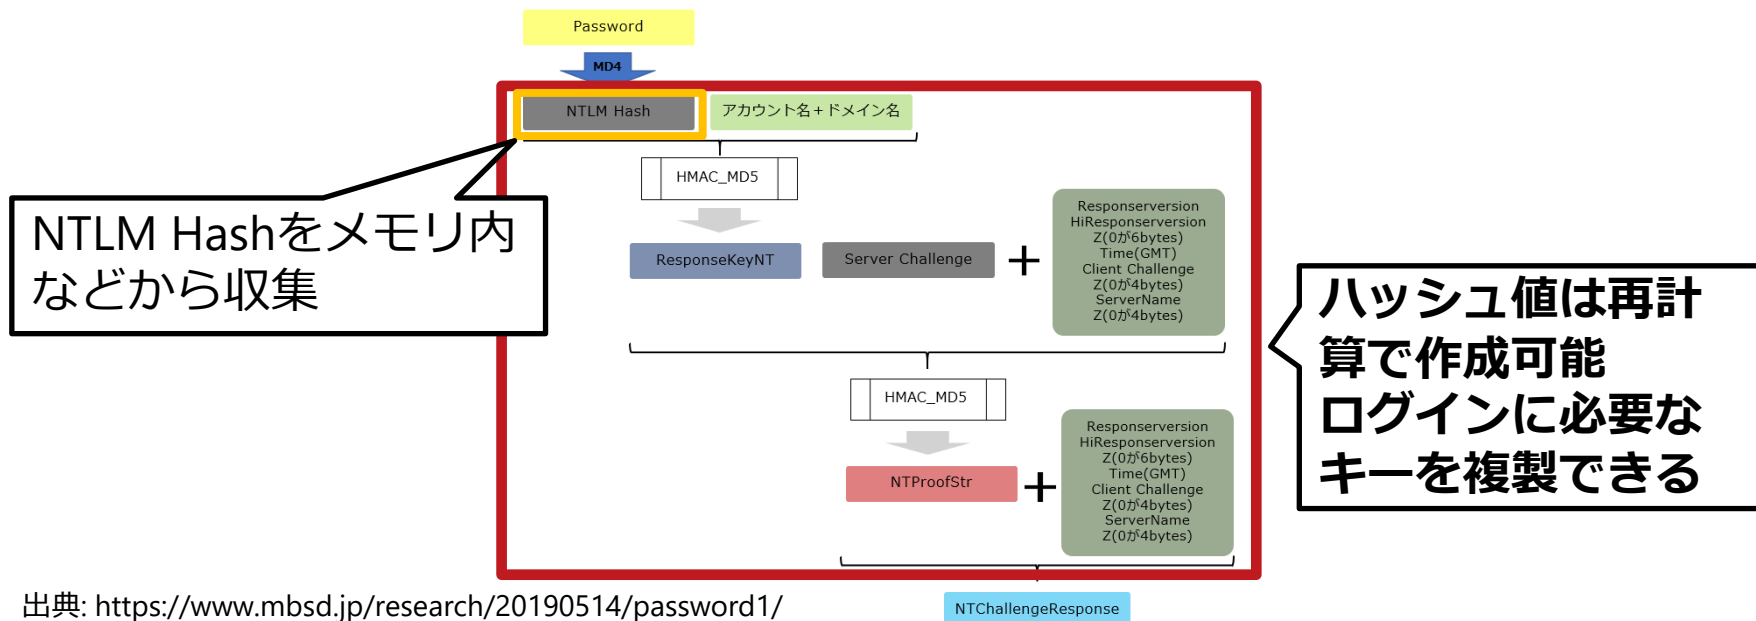 Password
MD4
NTLM Hash
アカウント名+ドメイン名
HMAC_MD5
NTLM Hashをメモリ内
などから収集
ResponseKeyNT
Server Challenge
+
Responserversion
HiResponserversion
Z(0が6bytes)
Time(GMT)
Client Challenge
Z(0が4bytes)
ServerName
Z(0が4bytes)
ハッシュ値は再計
算で作成可能
ログインに必要な
キーを複製できる
HMAC_MD5
NTProofStr
+
Responserversion
HiResponserversion
Z(0が6bytes)
Time(GMT)
Client Challenge
Z(0が4bytes)
ServerName
Z(0が4bytes)
NTChallengeResponse
出典: https://www.mbsd.jp/research/20190514/password1/